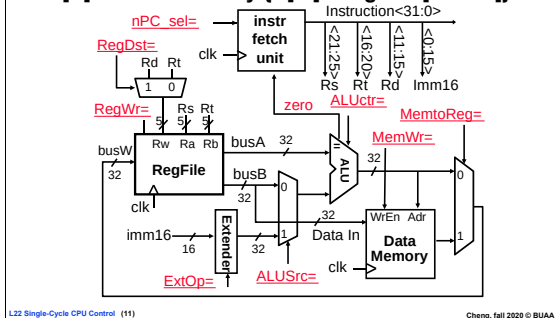 nPC_sel=
instr
fetch
unit
clk
Instruction<31:0>
<21:25>
<16:20>
<11:15>
<0:15>
Rs Rt Rd Imm16
RegDst=
Rd Rt
1 0
RegWr=
Rs Rt
5 5 5
Rw Ra Rb
RegFile
busW
32
clk
busA
32
busB
32
zero
ALUctr=
=
ALU
32
MemtoReg=
MemWr=
0
1
0
1
imm16
16
Extender
32
ExtOp=
ALUSrc=
32
Data In
WrEn Adr
Data
Memory
clk
L22 Single-Cycle CPU Control (11)
Cheng, fall 2020 © BUAA